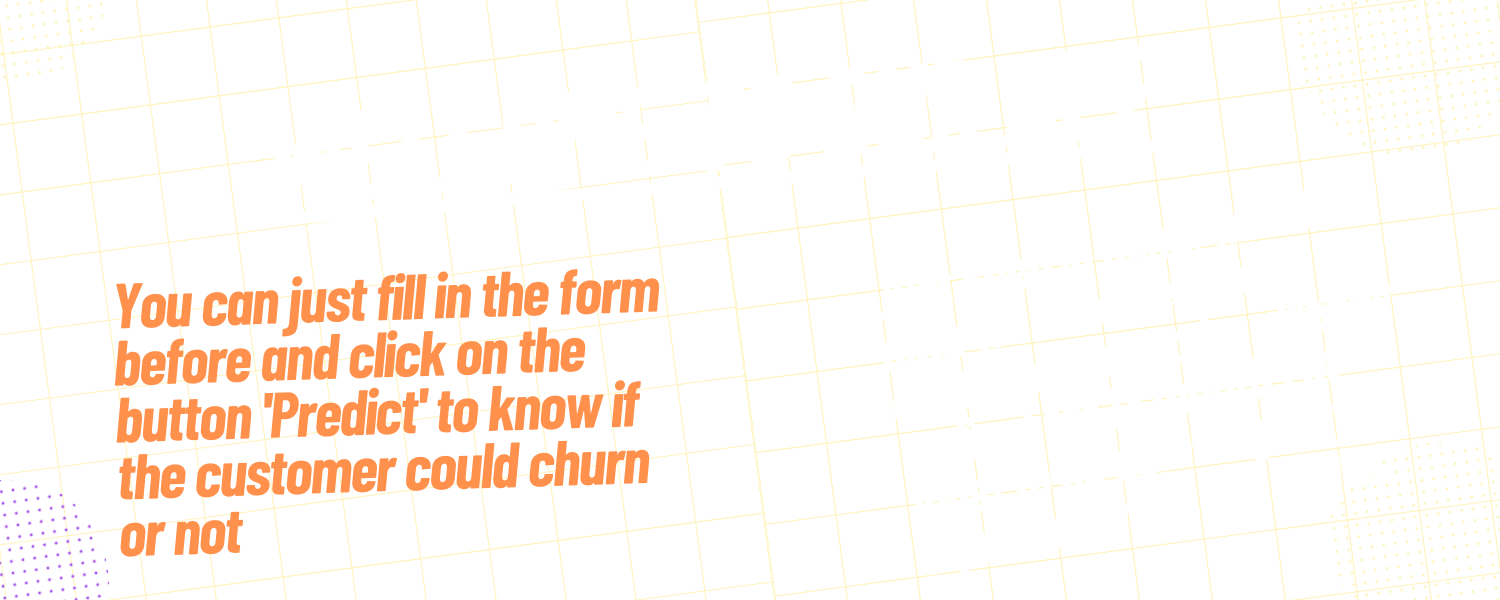 You can just fill in the form
before and click on the
button 'Predict' to know if
the customer could churn
or not